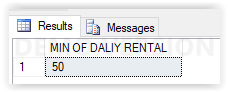 Results Messages
MIN OF DALIY RENTAL
1 50